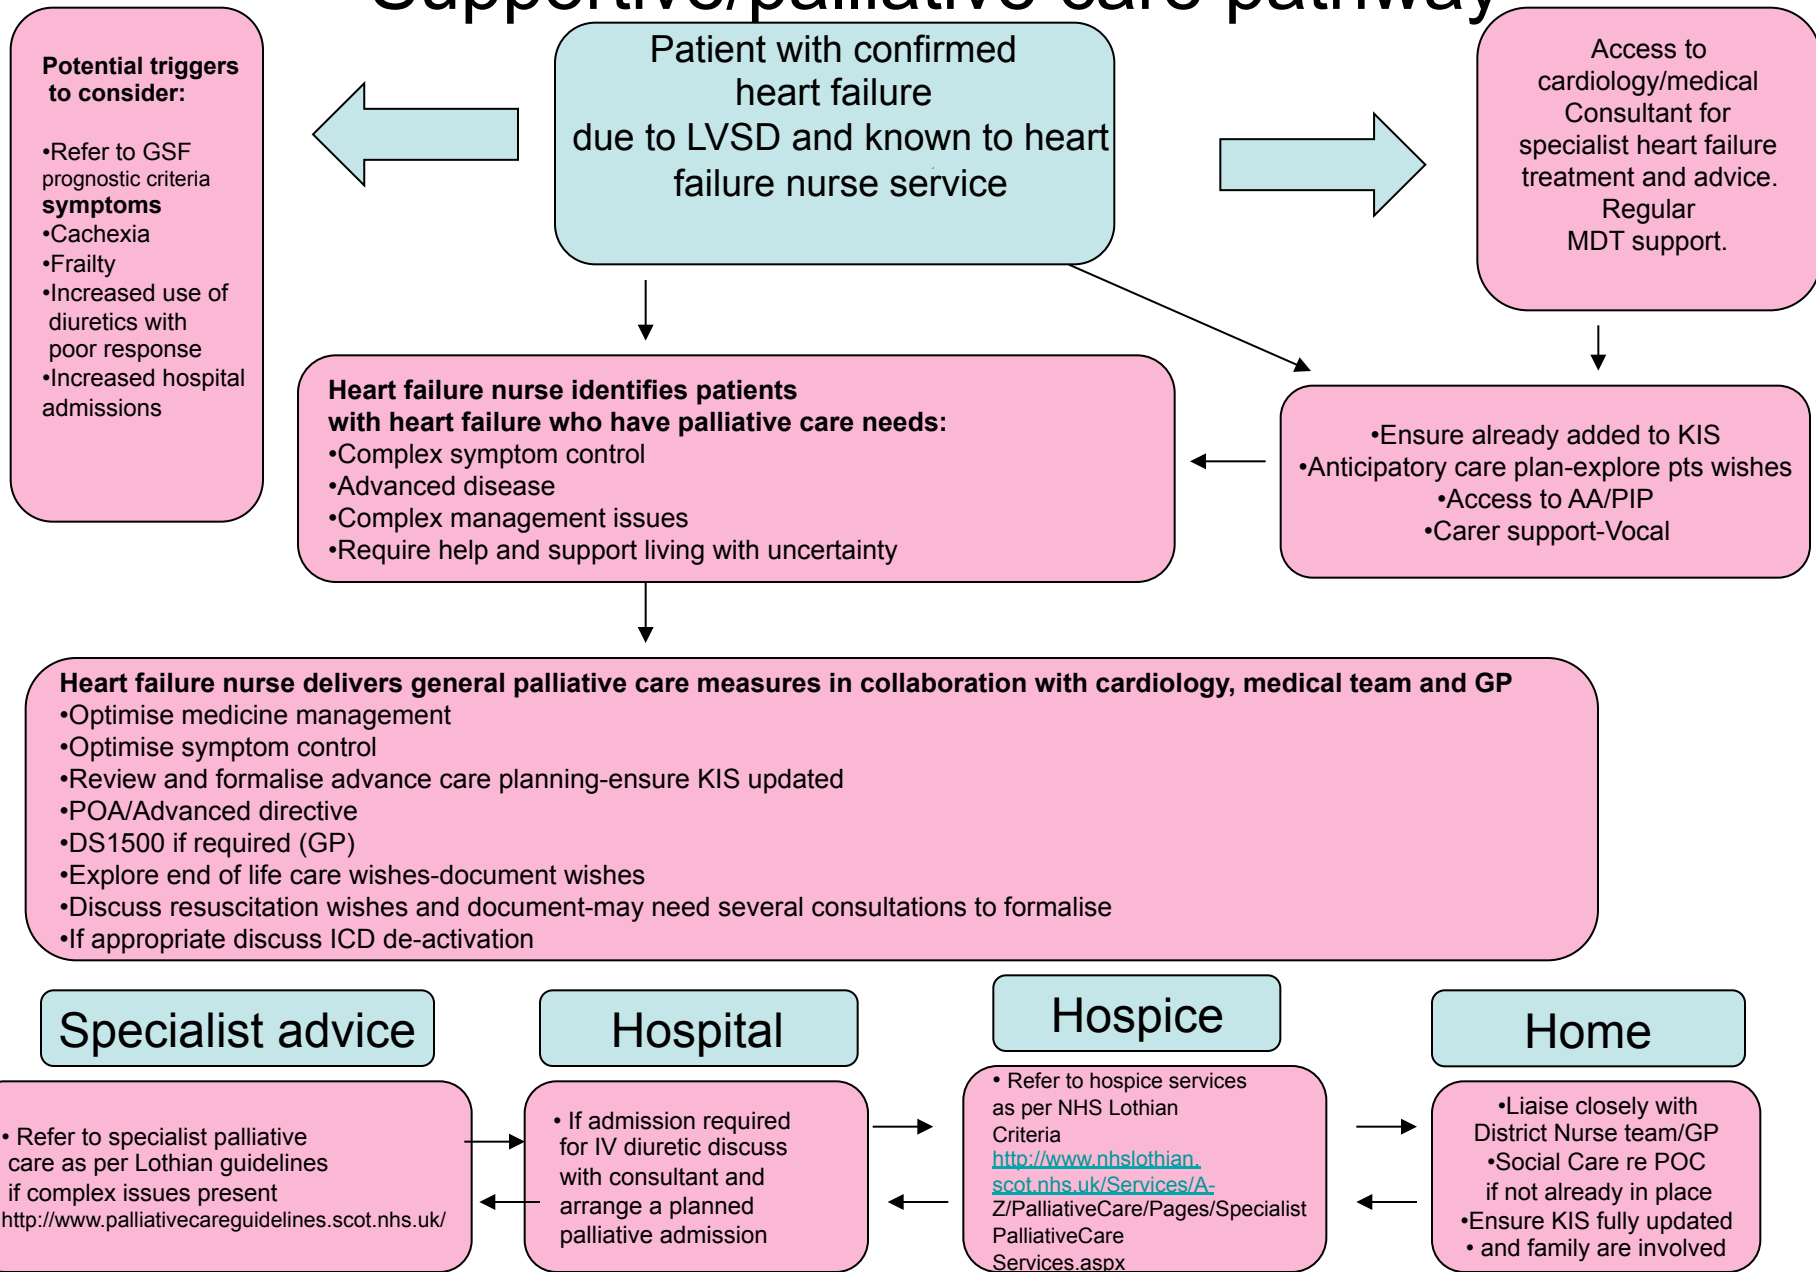 Supportive/palliative care pathway
Potential triggers
to consider:
•Refer to GSF
prognostic criteria
symptoms
•Cachexia
•Frailty
•Increased use of
diuretics with
poor response
•Increased hospital
admissions
Patient with confirmed
heart failure
due to LVSD and known to heart
failure nurse service
Access to
cardiology/medical
Consultant for
specialist heart failure
treatment and advice.
Regular
MDT support.
Heart failure nurse identifies patients
with heart failure who have palliative care needs:
•Complex symptom control
•Advanced disease
•Complex management issues
•Require help and support living with uncertainty
•Ensure already added to KIS
•Anticipatory care plan-explore pts wishes
•Access to AA/PIP
•Carer support-Vocal
Heart failure nurse delivers general palliative care measures in collaboration with cardiology, medical team and GP
•Optimise medicine management
•Optimise symptom control
•Review and formalise advance care planning-ensure KIS updated
•POA/Advanced directive
•DS1500 if required (GP)
•Explore end of life care wishes-document wishes
•Discuss resuscitation wishes and document-may need several consultations to formalise
•If appropriate discuss ICD de-activation
Specialist advice
• Refer to specialist palliative
care as per Lothian guidelines
if complex issues present
http://www.palliativecareguidelines.scot.nhs.uk/
Hospital
• If admission required
for IV diuretic discuss
with consultant and
arrange a planned
palliative admission
Hospice
• Refer to hospice services
as per NHS Lothian
Criteria
http://www.nhslothian.
scot.nhs.uk/Services/A-
Z/PalliativeCare/Pages/Specialist
PalliativeCare
Services.aspx
Home
•Liaise closely with
District Nurse team/GP
•Social Care re POC
if not already in place
•Ensure KIS fully updated
• and family are involved